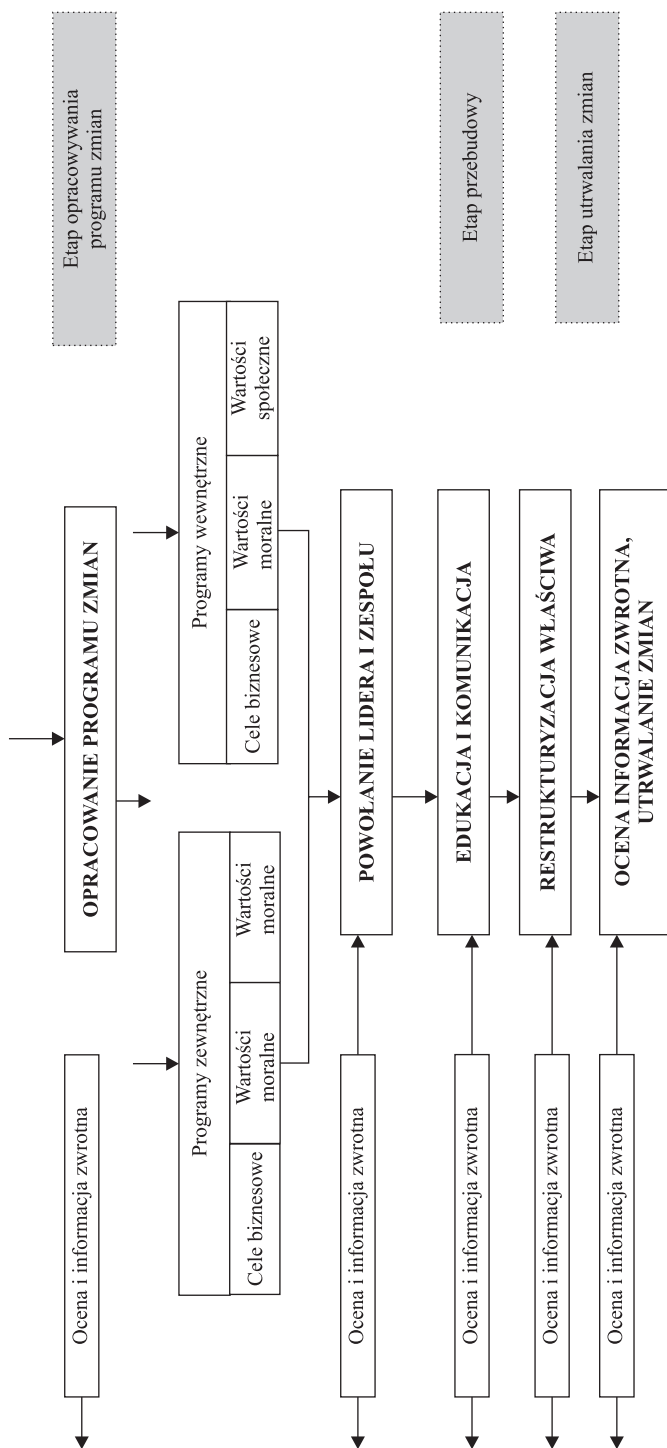 Etap opracowywania
programu zmian
OPRACOWANIE PROGRAMU ZMIAN
Ocena i informacja zwrotna
Programy zewnętrzne
Cele biznesowe
Wartości
moralne
Wartości
moralne
Programy wewnętrzne
Cele biznesowe
Wartości
moralne
Wartości
społeczne
Ocena i informacja zwrotna
POWOŁANIE LIDERA I ZESPOŁU
Ocena i informacja zwrotna
EDUKACJA I KOMUNIKACJA
Etap przebudowy
Ocena i informacja zwrotna
RESTRUKTURYZACJA WŁAŚCIWA
Ocena i informacja zwrotna
OCENA INFORMACJA ZWROTNA,
UTRWALANIE ZMIAN
Etap utrwalania zmian